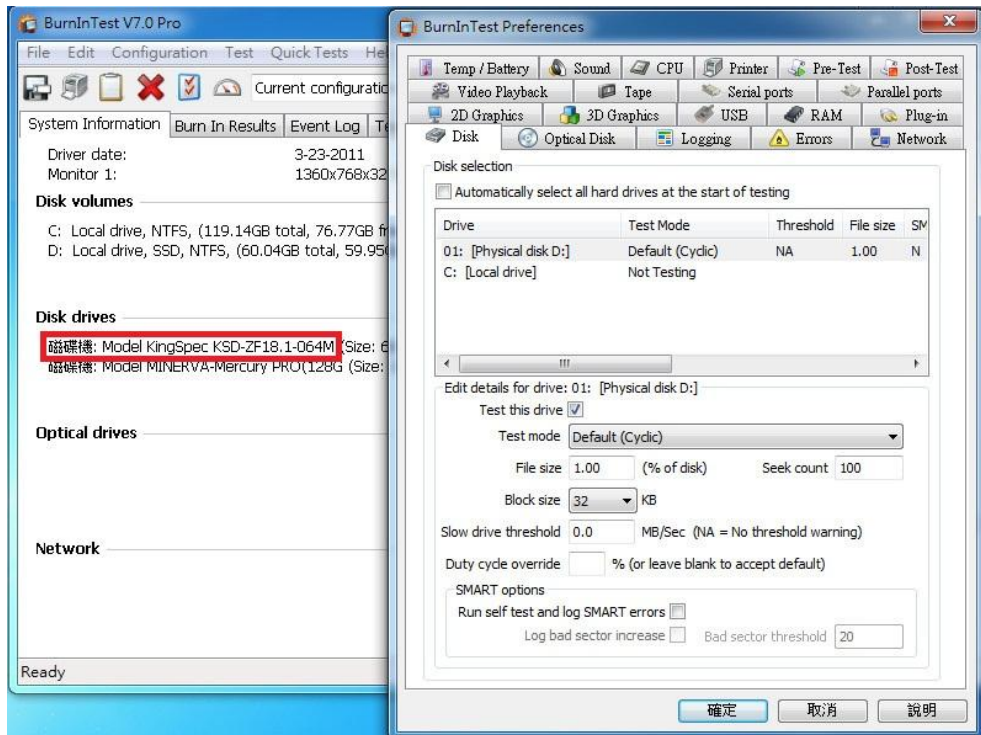 BurnInTest V7.0 Pro
File Edit Configuration Test Quick Tests
Current configuratio
System Information Burn In Results Event Log
Driver date: 3-23-2011
Monitor 1: 1360x768x32
Disk volumes
C: Local drive, NTFS, (119.14GB total, 76.77GB
D: Local drive, SSD, NTFS, (60.04GB total,
Disk drives
磁碟機: Model KingSpec KSD-ZF18.1-064M (Size:
磁碟機: Model MINERVA-Mercury PRO(128G (Size:
Optical drives
Network
Ready
BurnInTest Preferences
Temp / Battery Sound CPU Printer Pre-Test Post-Test
Video Playback Tape Serial ports Parallel ports
2D Graphics 3D Graphics USB RAM Plug-in
Disk Optical Disk Logging Errors Network
Disk selection
Automatically select all hard drives at the start of testing
Drive Test Mode Threshold File size SM
01: [Physical disk D:] Default (Cyclic) NA 1.00 N
C: [Local drive] Not Testing
Edit details for drive: 01: [Physical disk D:]
Test this drive
Test mode Default (Cyclic)
File size 1.00 (% of disk) Seek count 100
Block size 32 KB
Slow drive threshold 0.0 MB/Sec (NA = No threshold warning)
Duty cycle override % (or leave blank to accept default)
SMART options
Run self test and log SMART errors
Log bad sector increase Bad sector threshold 20
確定 取消 說明